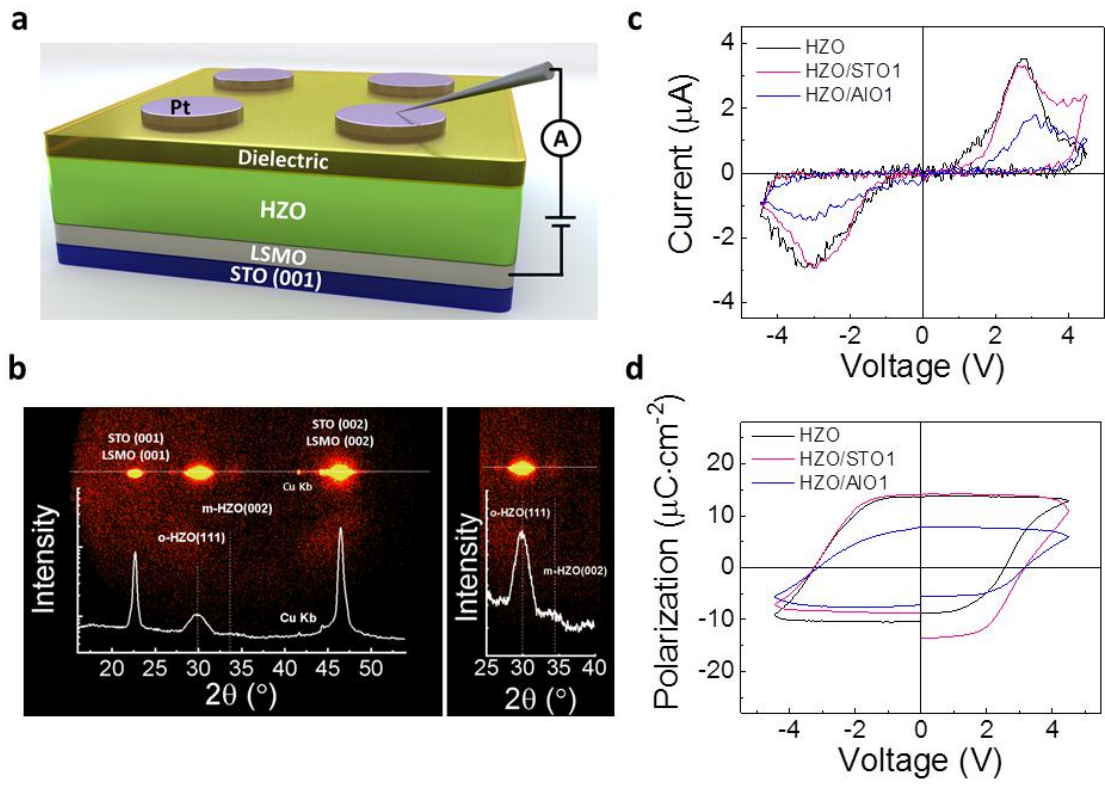 a
Pt
A
Dielectric
HZO
LSMO
STO (001)
b
STO (001)
LSMO (001)
STO (002)
LSMO (002)
Cu Kb
m-HZO(002)
o-HZO(111)
Cu Kb
Intensity
20 25 30 35 40 45 50
2θ (°)
o-HZO(111)
m-HZO(002)
Intensity
25 30 35 40
2θ (°)
c
HZO
HZO/STO1
HZO/AlO1
4
2
0
-2
-4
Current (μA)
-4 -2 0 2 4
Voltage (V)
d
HZO
HZO/STO1
HZO/AlO1
20
10
0
-10
-20
Polarization (μC·cm-2)
-4 -2 0 2 4
Voltage (V)